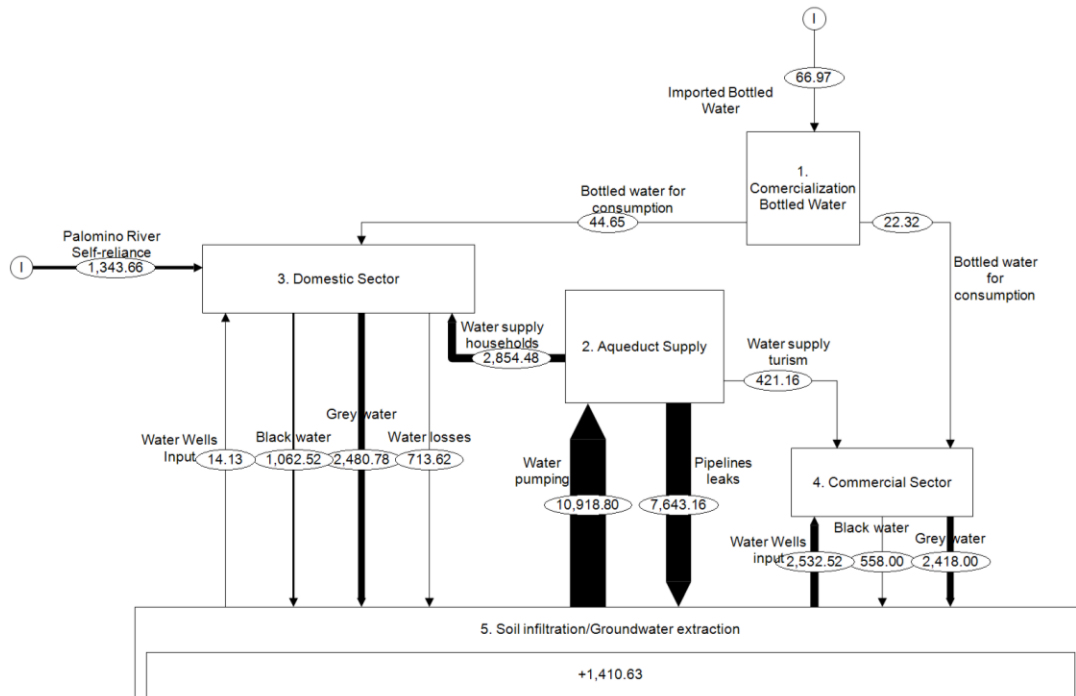 I
66.97
Imported Bottled
Water
1.
Comercialization
Bottled Water
Bottled water for
consumption
44.65
22.32
Palomino River
Self-reliance
I
1,343.66
3. Domestic Sector
Bottled water
for
consumption
Water supply
households
2,854.48
2. Aqueduct Supply
Water supply
turism
421.16
Water Wells
Input
14.13
Black water
1,062.52
Grey water
2,480.78
Water losses
713.62
Water
pumping
10,918.80
Pipelines
leaks
7,643.16
4. Commercial Sector
Water Wells
input
2,532.52
Black water
558.00
Grey water
2,418.00
5. Soil infiltration/Groundwater extraction
+1,410.63